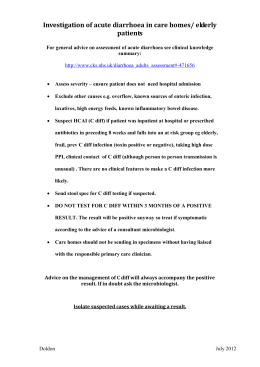 Investigation of acute diarrhoea in care homes/ elderly
patients
For general advice on assessment of acute diarrhoea see clinical knowledge
summary:
http://www.cks.nhs.uk/diarrhoea_adults_assessment#-471656
• Assess severity – ensure patient does not need hospital admission
• Exclude other causes e.g. overflow, known sources of enteric infection,
laxatives, high energy feeds, known inflammatory bowel disease.
• Suspect HCAI (C diff) if patient was inpatient at hospital or prescribed
antibiotics in preceding 8 weeks and falls into an at risk group eg elderly,
frail, prev C diff infection (toxin positive or negative), taking high dose
PPI, clinical contact of C diff (although person to person transmission is
unusual) . There are no clinical features to make a C diff infection more
likely.
• Send stool spec for C diff testing if suspected.
• DO NOT TEST FOR C DIFF WITHIN 3 MONTHS OF A POSITIVE
RESULT. The result will be positive anyway so treat if symptomatic
according to the advice of a consultant microbiologist.
• Care homes should not be sending in specimens without having liaised
with the responsible primary care clinician.
Advice on the management of C diff will always accompany the positive
result. If in doubt ask the microbiologist.
Isolate suspected cases while awaiting a result.
Doldon July 2012